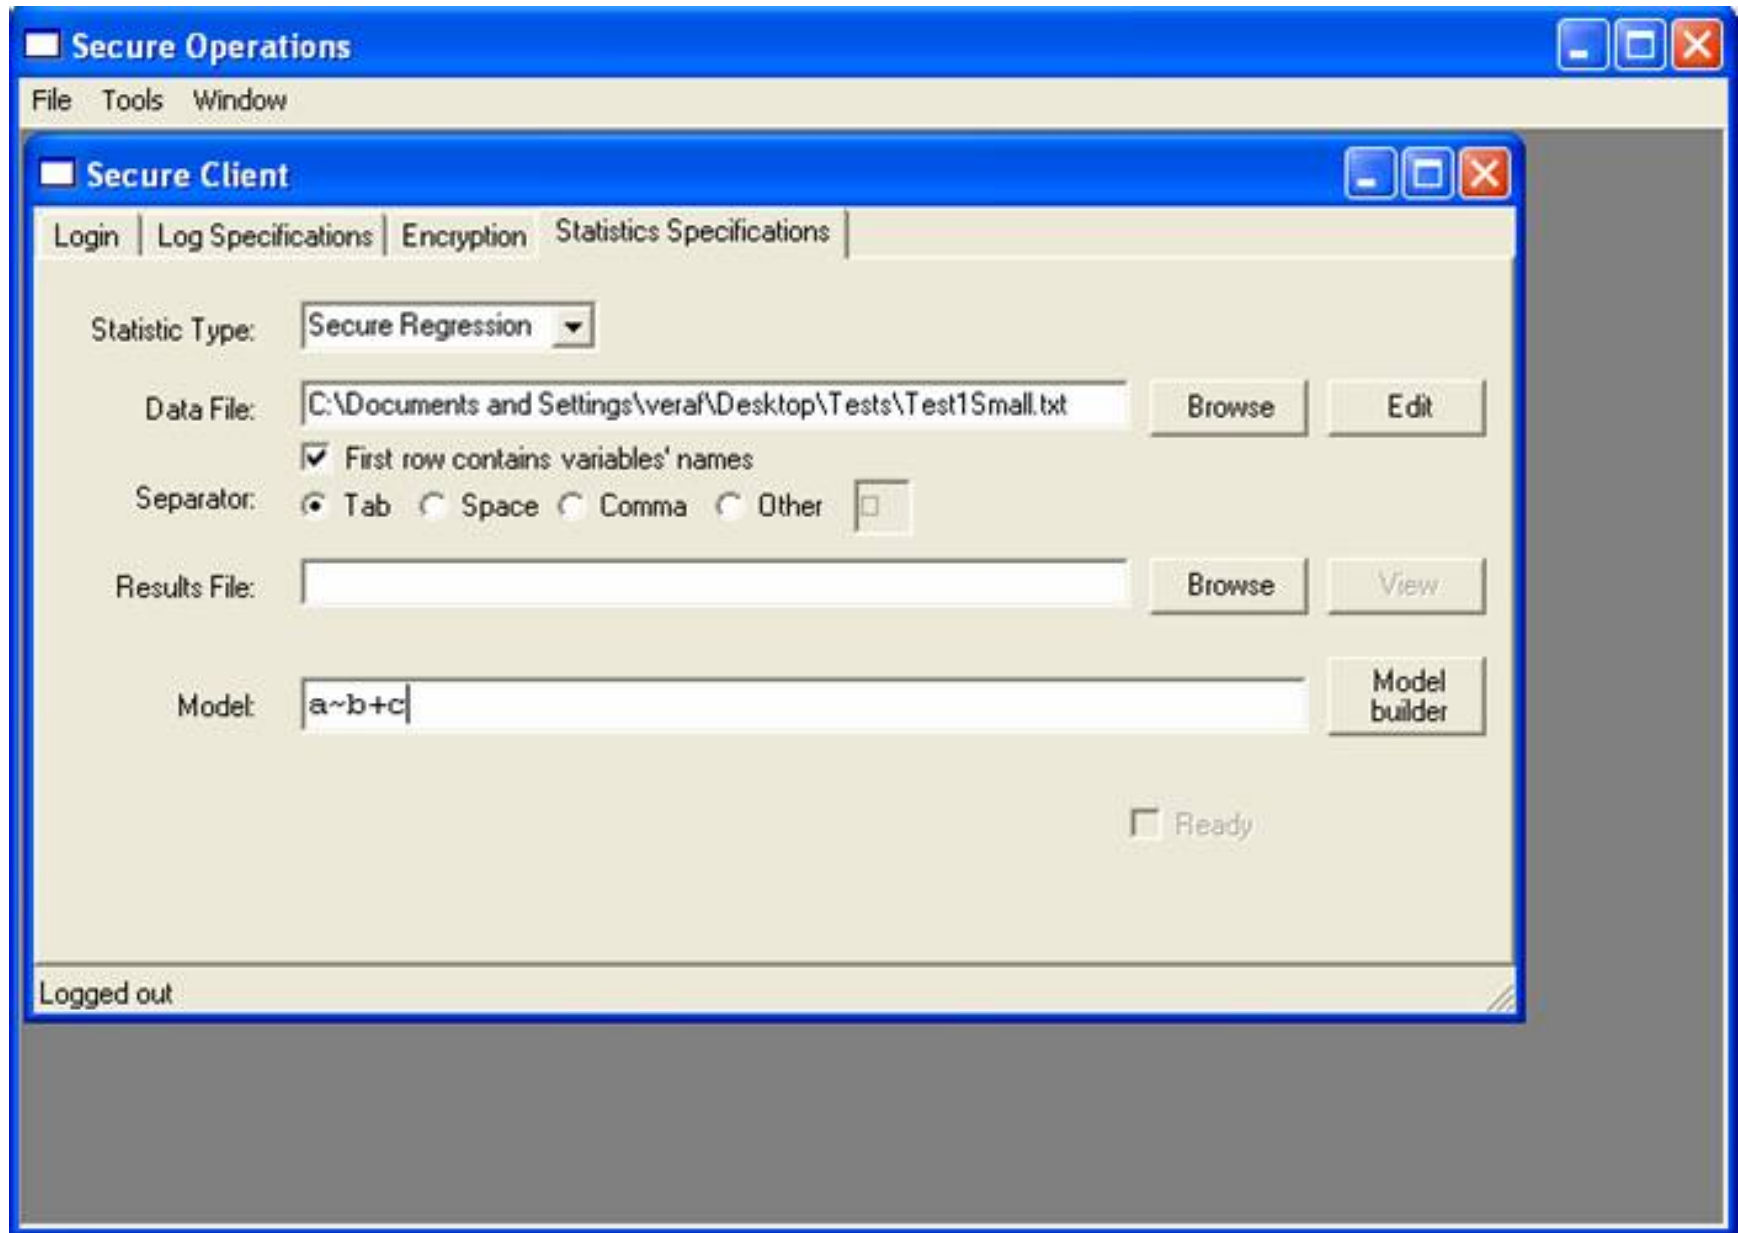 Secure Operations
File Tools Window
Secure Client
Login Log Specifications Encryption Statistics Specifications
Statistic Type: Secure Regression
Data File: C:\Documents and Settings\veraf\Desktop\Tests\Test1Small.txt Browse Edit
First row contains variables' names
Separator: Tab Space Comma Other
Results File: Browse View
Model: a~b+c Model
builder
Ready
Logged out